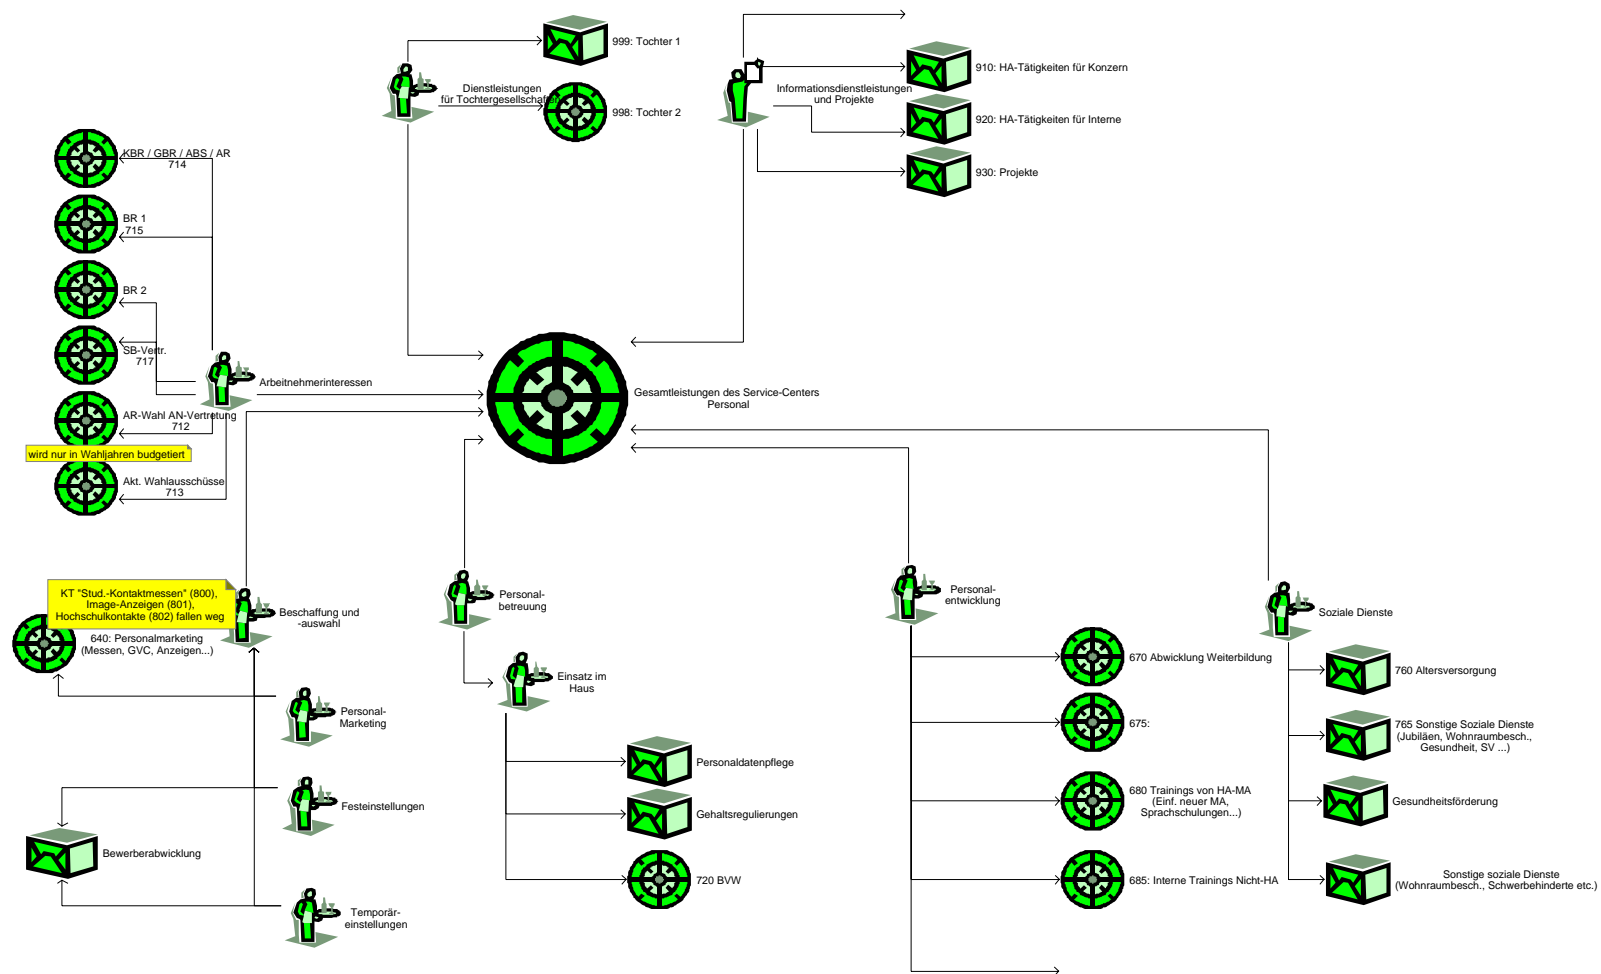 999: Tochter 1
Dienstleistungen
für Tochtergesellschaften
998: Tochter 2
Informationsdienstleistungen
und Projekte
910: HA-Tätigkeiten für Konzern
920: HA-Tätigkeiten für Interne
930: Projekte
KBR / GBR / ABS / AR
714
BR 1
715
BR 2
SB-Vertr.
717
Arbeitnehmerinteressen
AR-Wahl AN-Vertretung
712
wird nur in Wahljahren budgetiert
Akt. Wahlausschüsse
713
Gesamtleistungen des Service-Centers
Personal
KT "Stud.-Kontaktmessen" (800),
Image-Anzeigen (801),
Hochschulkontakte (802) fallen weg
Beschaffung und
-auswahl
640: Personalmarketing
(Messen, GVC, Anzeigen...)
Personal-
Marketing
Festeinstellungen
Bewerberabwicklung
Temporär-
einstellungen
Personal-
betreuung
Einsatz im
Haus
Personaldatenpflege
Gehaltsregulierungen
720 BVW
Personal-
entwicklung
670 Abwicklung Weiterbildung
675:
680 Trainings von HA-MA
(Einf. neuer MA,
Sprachschulungen...)
685: Interne Trainings Nicht-HA
Soziale Dienste
760 Altersversorgung
765 Sonstige Soziale Dienste
(Jubiläen, Wohnraumbesch.,
Gesundheit, SV ...)
Gesundheitsförderung
Sonstige soziale Dienste
(Wohnraumbesch., Schwerbehinderte etc.)